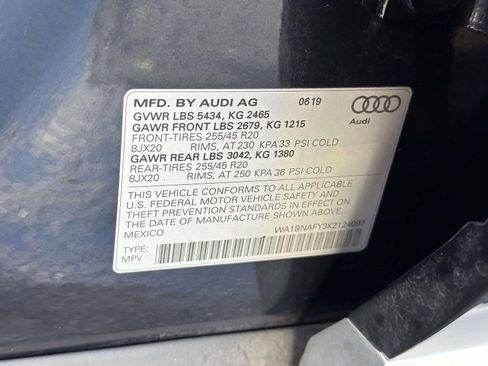 MFD. BY AUDI AG 0619
GVWR LBS 5434, KG 2465
GAWR FRONT LBS 2679, KG 1215
FRONT-TIRES 255/45 R20
8JX20 RIMS, AT 230 KPA 33 PSI COLD
GAWR REAR LBS 3042, KG 1380
REAR-TIRES 255/45 R20
8JX20 RIMS, AT 250 KPA 36 PSI COLD
THIS VEHICLE CONFORMS TO ALL APPLICABLE
U.S. FEDERAL MOTOR VEHICLE SAFETY AND
THEFT PREVENTION STANDARDS IN EFFECT ON
THE DATE OF MANUFACTURE SHOWN ABOVE.
MEXICO
WA1BNAFY3K2124097
TYPE:
MPV
Audi